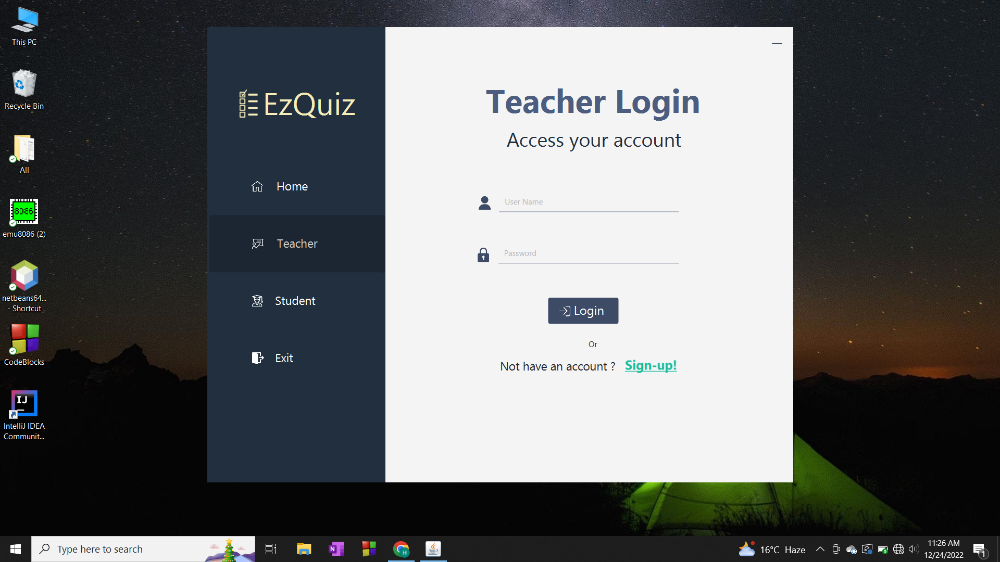 This PC
Recycle Bin
All
8086
emu8086 (2)
netbeans64...
- Shortcut
CodeBlocks
IJ
IntelliJ IDEA
Communit...
EzQuiz
Home
Teacher
Student
Exit
Teacher Login
Access your account
User Name
Password
Login
Or
Not have an account ? Sign-up!
Type here to search
N
H
16°C Haze
11:26 AM
12/24/2022
1